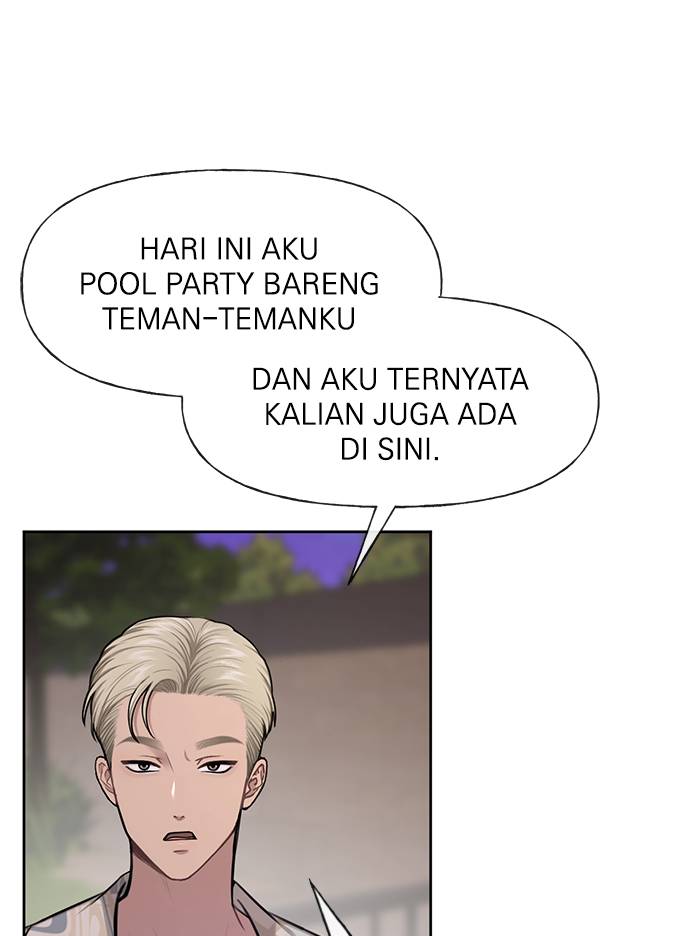 HARI INI AKU
POOL PARTY BARENG
TEMAN-TEMANKU
DAN AKU TERNYATA
KALIAN JUGA ADA
DI SINI.